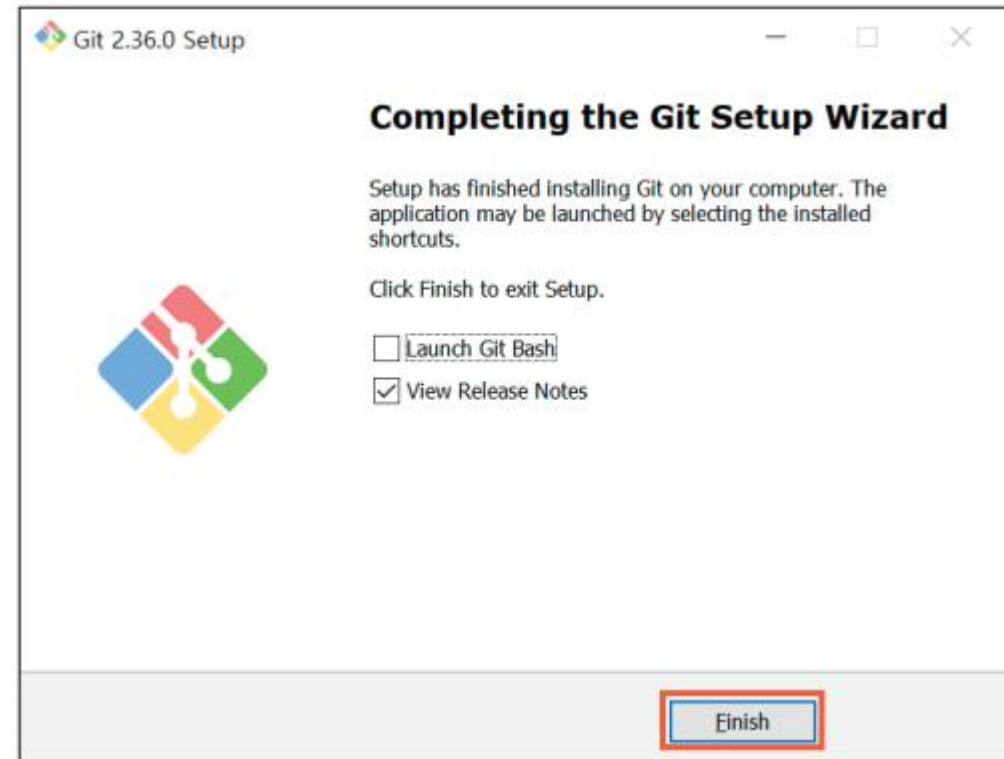 Git 2.36.0 Setup
Completing the Git Setup Wizard
Setup has finished installing Git on your computer. The
application may be launched by selecting the installed
shortcuts.
Click Finish to exit Setup.
Launch Git Bash
View Release Notes
Finish